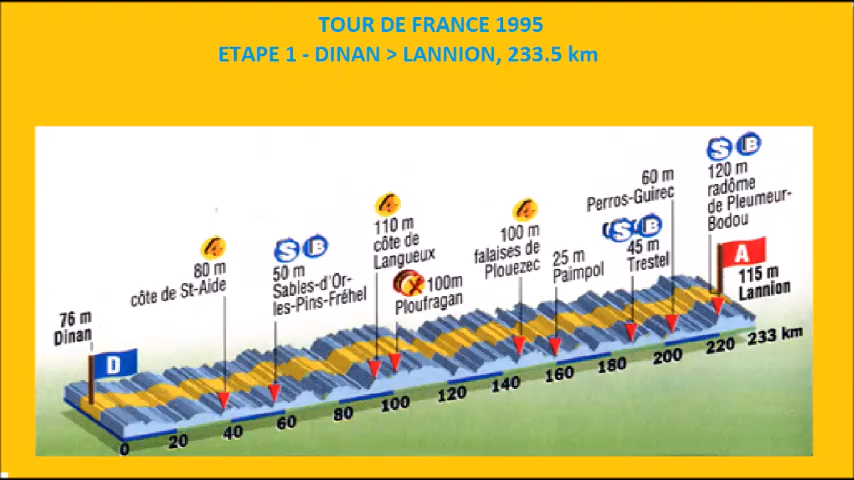 TOUR DE FRANCE 1995
ETAPE 1 - DINAN > LANNION, 233.5 km
76 m
Dinan
D
4
80 m
côte de St-Aide
S B
50 m
Sables-d'Or-
les-Pins-Fréhel
4
110 m
côte de
Langueux
100m
Ploufragan
4
100 m
falaises de
Plouezec
25 m
Paimpol
S B
45 m
Trestel
60 m
Perros-Guirec
S B
120 m
radôme
de Pleumeur-
Bodou
A
115 m
Lannion
0 20 40 60 80 100 120 140 160 180 200 220 233 km